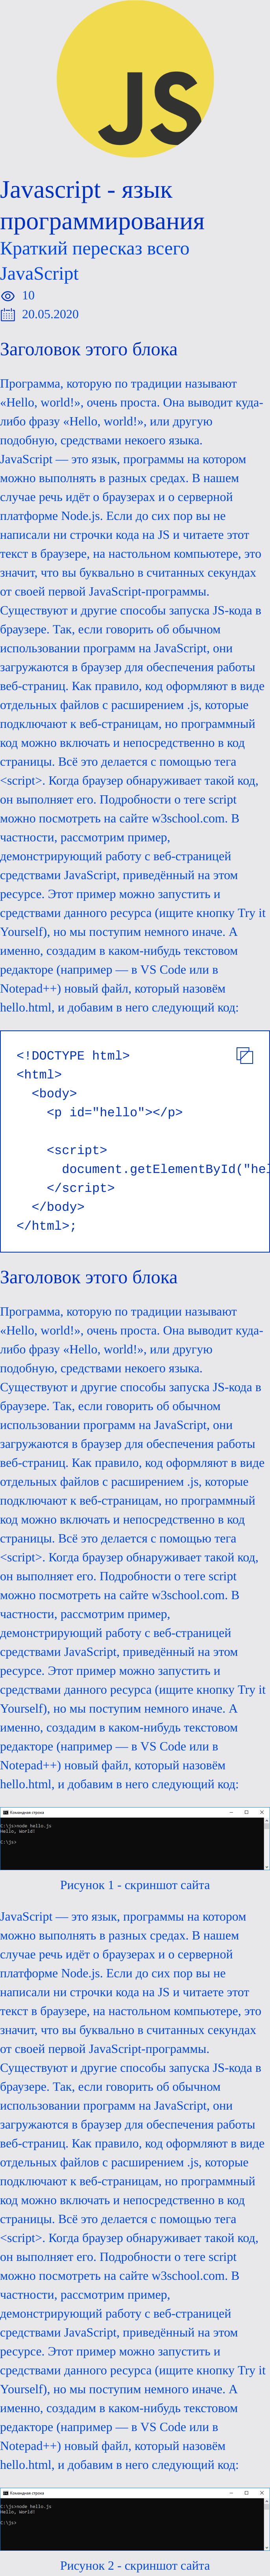 JS
Javascript - язык
программирования
Краткий пересказ всего
JavaScript
10
20.05.2020
Заголовок этого блока
Программа, которую по традиции называют
«Hello, world!», очень проста. Она выводит куда-
либо фразу «Hello, world!», или другую
подобную, средствами некоего языка.
JavaScript — это язык, программы на котором
можно выполнять в разных средах. В нашем
случае речь идёт о браузерах и о серверной
платформе Node.js. Если до сих пор вы не
написали ни строчки кода на JS и читаете этот
текст в браузере, на настольном компьютере, это
значит, что вы буквально в считанных секундах
от своей первой JavaScript-программы.
Существуют и другие способы запуска JS-кода в
браузере. Так, если говорить об обычном
использовании программ на JavaScript, они
загружаются в браузер для обеспечения работы
веб-страниц. Как правило, код оформляют в виде
отдельных файлов с расширением .js, которые
подключают к веб-страницам, но программный
код можно включать и непосредственно в код
страницы. Всё это делается с помощью тега
<script>. Когда браузер обнаруживает такой код,
он выполняет его. Подробности о теге script
можно посмотреть на сайте w3school.com. В
частности, рассмотрим пример,
демонстрирующий работу с веб-страницей
средствами JavaScript, приведённый на этом
ресурсе. Этот пример можно запустить и
средствами данного ресурса (ищите кнопку Try it
Yourself), но мы поступим немного иначе. А
именно, создадим в каком-нибудь текстовом
редакторе (например — в VS Code или в
Notepad++) новый файл, который назовём
hello.html, и добавим в него следующий код:
<!DOCTYPE html>
<html>
<body>
<p id="hello"></p>
<script>
document.getElementById("hel
</script>
</body>
</html>;
Заголовок этого блока
Программа, которую по традиции называют
«Hello, world!», очень проста. Она выводит куда-
либо фразу «Hello, world!», или другую
подобную, средствами некоего языка.
Существуют и другие способы запуска JS-кода в
браузере. Так, если говорить об обычном
использовании программ на JavaScript, они
загружаются в браузер для обеспечения работы
веб-страниц. Как правило, код оформляют в виде
отдельных файлов с расширением .js, которые
подключают к веб-страницам, но программный
код можно включать и непосредственно в код
страницы. Всё это делается с помощью тега
<script>. Когда браузер обнаруживает такой код,
он выполняет его. Подробности о теге script
можно посмотреть на сайте w3school.com. В
частности, рассмотрим пример,
демонстрирующий работу с веб-страницей
средствами JavaScript, приведённый на этом
ресурсе. Этот пример можно запустить и
средствами данного ресурса (ищите кнопку Try it
Yourself), но мы поступим немного иначе. А
именно, создадим в каком-нибудь текстовом
редакторе (например — в VS Code или в
Notepad++) новый файл, который назовём
hello.html, и добавим в него следующий код:
Командная строка
C:\js>node hello.js
Hello, World!
C:\js>
Рисунок 1 - скриншот сайта
JavaScript — это язык, программы на котором
можно выполнять в разных средах. В нашем
случае речь идёт о браузерах и о серверной
платформе Node.js. Если до сих пор вы не
написали ни строчки кода на JS и читаете этот
текст в браузере, на настольном компьютере, это
значит, что вы буквально в считанных секундах
от своей первой JavaScript-программы.
Существуют и другие способы запуска JS-кода в
браузере. Так, если говорить об обычном
использовании программ на JavaScript, они
загружаются в браузер для обеспечения работы
веб-страниц. Как правило, код оформляют в виде
отдельных файлов с расширением .js, которые
подключают к веб-страницам, но программный
код можно включать и непосредственно в код
страницы. Всё это делается с помощью тега
<script>. Когда браузер обнаруживает такой код,
он выполняет его. Подробности о теге script
можно посмотреть на сайте w3school.com. В
частности, рассмотрим пример,
демонстрирующий работу с веб-страницей
средствами JavaScript, приведённый на этом
ресурсе. Этот пример можно запустить и
средствами данного ресурса (ищите кнопку Try it
Yourself), но мы поступим немного иначе. А
именно, создадим в каком-нибудь текстовом
редакторе (например — в VS Code или в
Notepad++) новый файл, который назовём
hello.html, и добавим в него следующий код:
Командная строка
C:\js>node hello.js
Hello, World!
C:\js>
Рисунок 2 - скриншот сайта